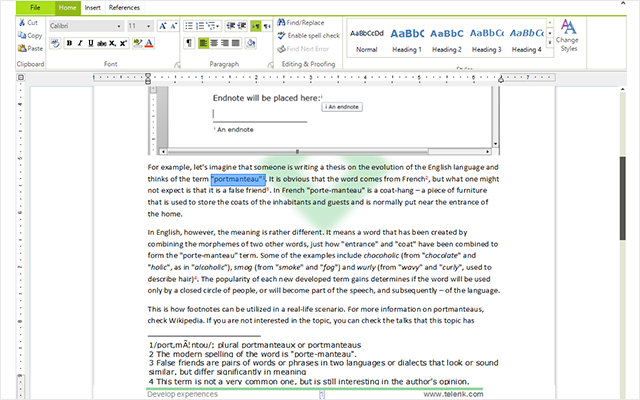 File Home Insert References
Cut
Copy
Paste
Clipboard
Calibri 11
Font
Paragraph
Find/Replace
Enable spell check
Find Next Error
Editing & Proofing
AaBbCcDd AaBbC AaBbC AaBbCc AaBbCc
Normal Heading 1 Heading 2 Heading 3 Heading 4
Change
Styles
Endnote will be placed here:i
i An endnote
i An endnote
For example, let's imagine that someone is writing a thesis on the evolution of the English language and
thinks of the term "portmanteau"1. It is obvious that the word comes from French2, but what one might
not expect is that it is a false friend3. In French "porte-manteau" is a coat-hang – a piece of furniture
that is used to store the coats of the inhabitants and guests and is normally put near the entrance of
the home.
In English, however, the meaning is rather different. It means a word that has been created by
combining the morphemes of two other words, just how "entrance" and "coat" have been combined to
form the "porte-manteau" term. Some of the examples include chocoholic (from "chocolate" and
"holic", as in "alcoholic"), smog (from "smoke" and "fog") and wurly (from "wavy" and "curly", used to
describe hair)4. The popularity of each new developed term gains determines if the word will be used
only by a closed circle of people, or will become part of the speech, and subsequently – of the language.
This is how footnotes can be utilized in a real-life scenario. For more information on portmanteau,
check Wikipedia. If you are not interested in the topic, you can check the talks that this topic has
1/pɔrt,mÃ¦ntoʊ/; plural portmanteaux or portmanteaus
2 The modern spelling of the word is "porte-manteau".
3 False friends are pairs of words or phrases in two languages or dialects that look or sound
similar, but differ significantly in meaning
4 This term is not a very common one, but is still interesting in the author's opinion.
Develop experiences 1 www.telerik.com